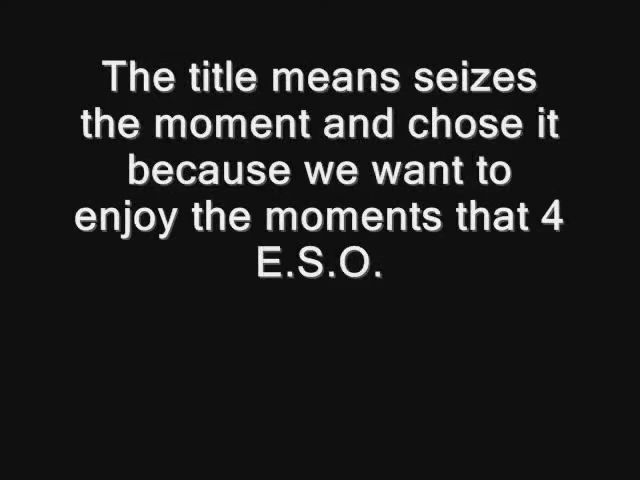 The title means seizes
the moment and chose it
because we want to
enjoy the moments that 4
E.S.O.